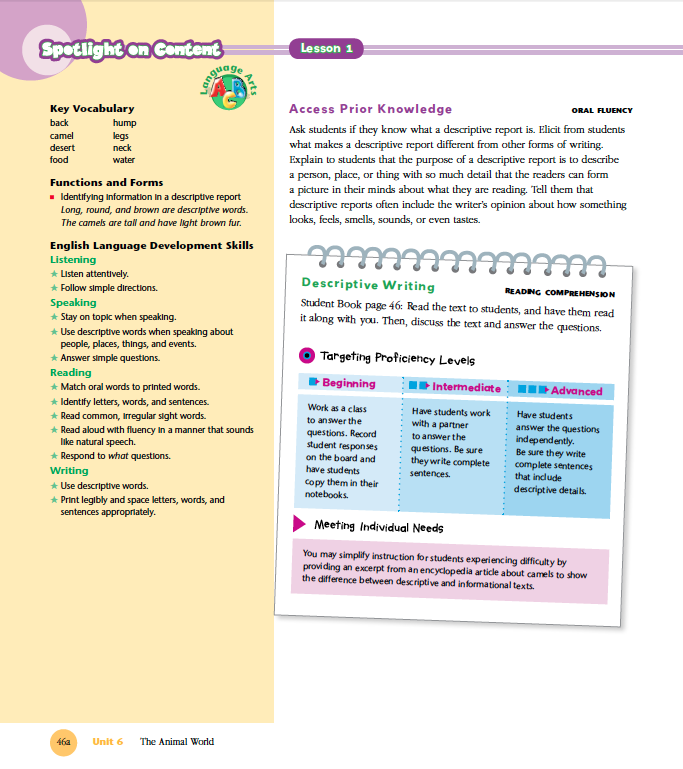 Spotlight on Content
Lesson 1
Language Arts
A B C
Key Vocabulary
back hump
camel legs
desert neck
food water
Functions and Forms
Identifying information in a descriptive report
Long, round, and brown are descriptive words.
The camels are tall and have light brown fur.
English Language Development Skills
Listening
Listen attentively.
Follow simple directions.
Speaking
Stay on topic when speaking.
Use descriptive words when speaking about
people, places, things, and events.
Answer simple questions.
Reading
Match oral words to printed words.
Identify letters, words, and sentences.
Read common, irregular sight words.
Read aloud with fluency in a manner that sounds
like natural speech.
Respond to what questions.
Writing
Use descriptive words.
Print legibly and space letters, words, and
sentences appropriately.
Access Prior Knowledge ORAL FLUENCY
Ask students if they know what a descriptive report is. Elicit from students
what makes a descriptive report different from other forms of writing.
Explain to students that the purpose of a descriptive report is to describe
a person, place, or thing with so much detail that the readers can form
a picture in their minds about what they are reading. Tell them that
descriptive reports often include the writer's opinion about how something
looks, feels, smells, sounds, or even tastes.
Descriptive Writing READING COMPREHENSION
Student Book page 46: Read the text to students, and have them read
it along with you. Then, discuss the text and answer the questions.
Targeting Proficiency Levels
Beginning
Work as a class
to answer the
questions. Record
student responses
on the board and
have students
copy them in their
notebooks.
Intermediate
Have students work
with a partner
to answer the
questions. Be sure
they write complete
sentences.
Advanced
Have students
answer the questions
independently.
Be sure they write
complete sentences
that include
descriptive details.
Meeting Individual Needs
You may simplify instruction for students experiencing difficulty by
providing an excerpt from an encyclopedia article about camels to show
the difference between descriptive and informational texts.
46a Unit 6 The Animal World